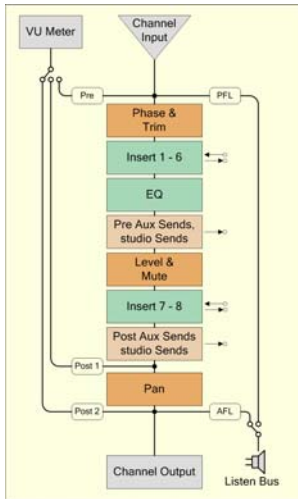 VU Meter
Channel
Input
Pre
PFL
Phase &
Trim
Insert 1 - 6
EQ
Pre Aux Sends,
studio Sends
Level &
Mute
Insert 7 - 8
Post Aux Sends
studio Sends
Post 1
Pan
Post 2
AFL
Channel Output
Listen Bus